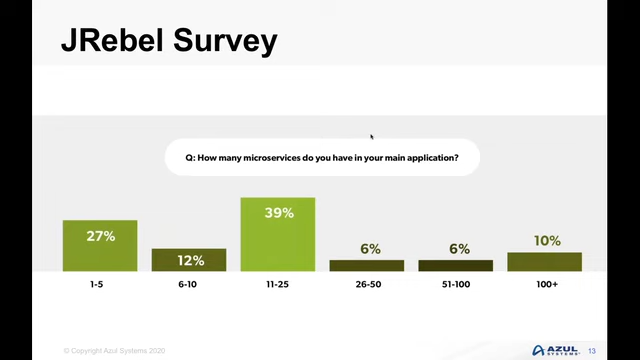 JRebel Survey
Q: How many microservices do you have in your main application?
27%
12%
39%
6%
6%
10%
1-5
6-10
11-25
26-50
51-100
100+
© Copyright Azul Systems 2020
AZUL
SYSTEMS
13